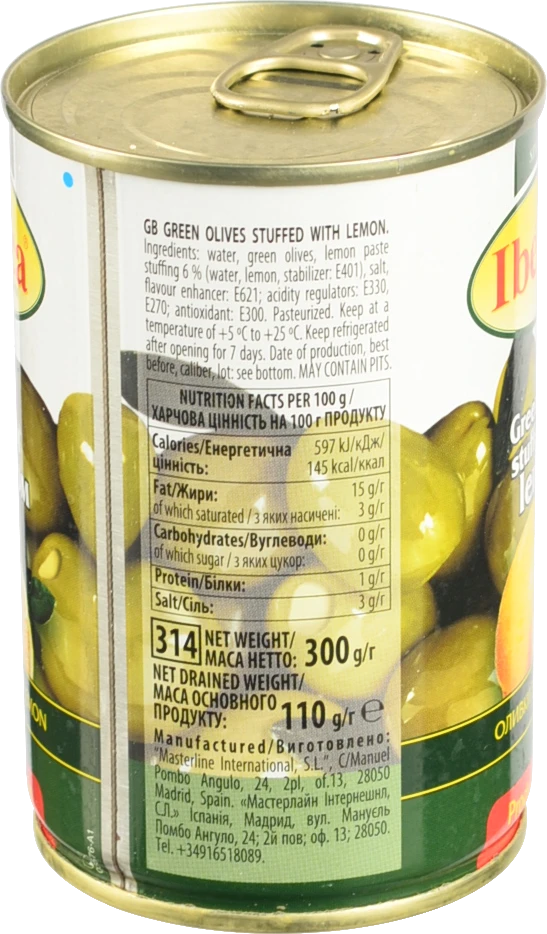 GB GREEN OLIVES STUFFED WITH LEMON.
Ingredients: water, green olives, lemon paste
stuffing 6 % (water, lemon, stabilizer: E401), salt,
flavour enhancer: E621; acidity regulators: E330,
E270; antioxidant: E300. Pasteurized. Keep at a
temperature of +5 ºC to +25 ºC. Keep refrigerated
after opening for 7 days. Date of production, best
before, caliber, lot: see bottom. MAY CONTAIN PITS.
NUTRITION FACTS PER 100 g /
ХАРЧОВА ЦІННІСТЬ НА 100 г ПРОДУКТУ
Calories/Енергетична 597 kJ/кДж/
цінність: 145 kcal/ккал
Fat/Жири: 15 g/г
of which saturated / з яких насичені: 3 g/г
Carbohydrates/Вуглеводи: 0 g/г
of which sugar / з яких цукор: 0 g/г
Protein/Білки: 1 g/г
Salt/Сіль: 3 g/г
314 NET WEIGHT/
МАСА НЕТТО: 300 g/г
NET DRAINED WEIGHT/
МАСА ОСНОВНОГО
ПРОДУКТУ: 110 g/г e
Manufactured/Виготовлено:
"Masterline International, S.L.", C/Manuel
Pombo Angulo, 24, 2pl, of.13, 28050
Madrid, Spain. «Мастерлайн Інтернешнл,
С.Л.» Іспанія, Мадрид, вул. Мануєль
Помбо Ангуло, 24; 2й пов; оф. 13; 28050.
Tel. +34916518089.
a
Ibe
Gree
stu
le
ОЛИВК
MON